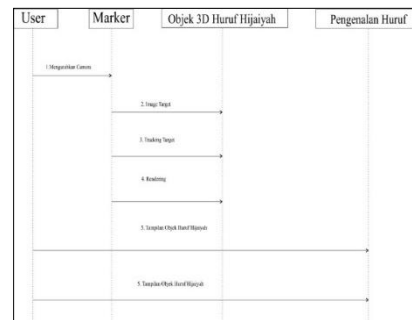 User
Marker
Objek 3D Huruf Hijaiyah
Pengenalan Huruf
1.Mengarahkan Camera
2. Image Target
3. Tracking Target
4. Rendering
5. Tampilan Objek Huruf Hijaiyah
5. Tampilan Objek Huruf Hijaiyah